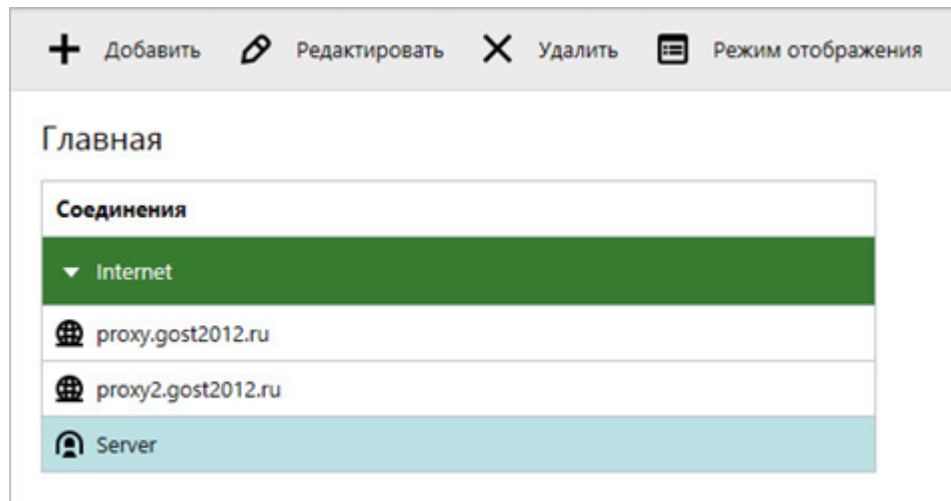 Добавить Редактировать Удалить Режим отображения
Главная
Соединения
Internet
proxy.gost2012.ru
proxy2.gost2012.ru
Server